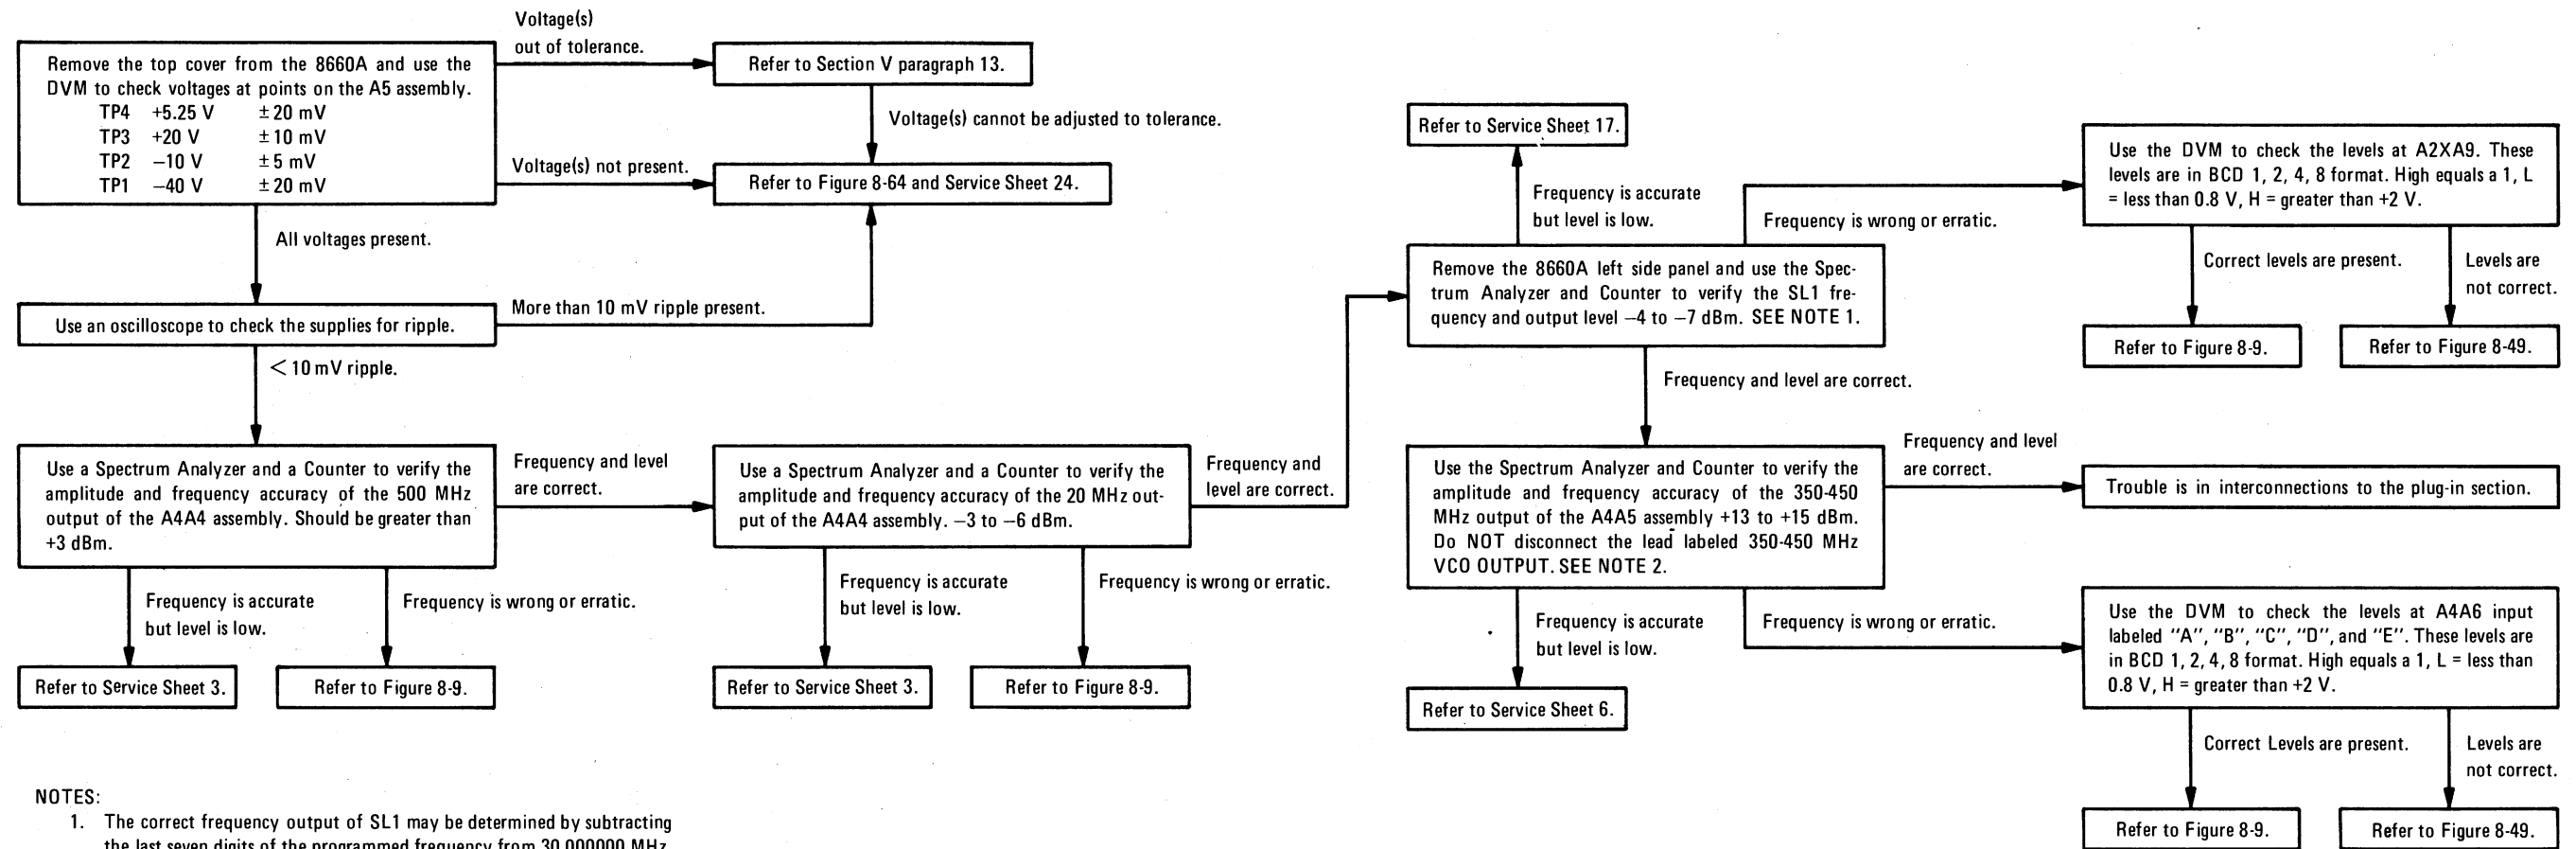 Voltage(s)
out of tolerance.
Remove the top cover from the 8660A and use the
DVM to check voltages at points on the A5 assembly.
TP4 +5.25 V ± 20 mV
TP3 +20 V ± 10 mV
TP2 −10 V ± 5 mV
TP1 −40 V ± 20 mV
Refer to Section V paragraph 13.
Voltage(s) cannot be adjusted to tolerance.
Voltage(s) not present.
Refer to Figure 8-64 and Service Sheet 24.
All voltages present.
Use an oscilloscope to check the supplies for ripple.
More than 10 mV ripple present.
< 10 mV ripple.
Use a Spectrum Analyzer and a Counter to verify the
amplitude and frequency accuracy of the 500 MHz
output of the A4A4 assembly. Should be greater than
+3 dBm.
Frequency and level
are correct.
Frequency is accurate
but level is low.
Frequency is wrong or erratic.
Refer to Service Sheet 3.
Refer to Figure 8-9.
Use a Spectrum Analyzer and a Counter to verify the
amplitude and frequency accuracy of the 20 MHz out-
put of the A4A4 assembly. −3 to −6 dBm.
Frequency and
level are correct.
Frequency is accurate
but level is low.
Frequency is wrong or erratic.
Refer to Service Sheet 3.
Refer to Figure 8-9.
Refer to Service Sheet 17.
Frequency is accurate
but level is low.
Frequency is wrong or erratic.
Remove the 8660A left side panel and use the Spec-
trum Analyzer and Counter to verify the SL1 fre-
quency and output level −4 to −7 dBm. SEE NOTE 1.
Use the DVM to check the levels at A2XA9. These
levels are in BCD 1, 2, 4, 8 format. High equals a 1, L
= less than 0.8 V, H = greater than +2 V.
Correct levels are present.
Levels are
not correct.
Refer to Figure 8-9.
Refer to Figure 8-49.
Frequency and level are correct.
Use the Spectrum Analyzer and Counter to verify the
amplitude and frequency accuracy of the 350-450
MHz output of the A4A5 assembly +13 to +15 dBm.
Do NOT disconnect the lead labeled 350-450 MHz
VCO OUTPUT. SEE NOTE 2.
Frequency and level
are correct.
Trouble is in interconnections to the plug-in section.
Frequency is accurate
but level is low.
Frequency is wrong or erratic.
Refer to Service Sheet 6.
Use the DVM to check the levels at A4A6 input
labeled "A", "B", "C", "D", and "E". These levels are
in BCD 1, 2, 4, 8 format. High equals a 1, L = less than
0.8 V, H = greater than +2 V.
Correct Levels are present.
Levels are
not correct.
Refer to Figure 8-9.
Refer to Figure 8-49.
NOTES:
1. The correct frequency output of SL1 may be determined by subtracting
the last seven digits of the programmed frequency from 30.000000 MHz.